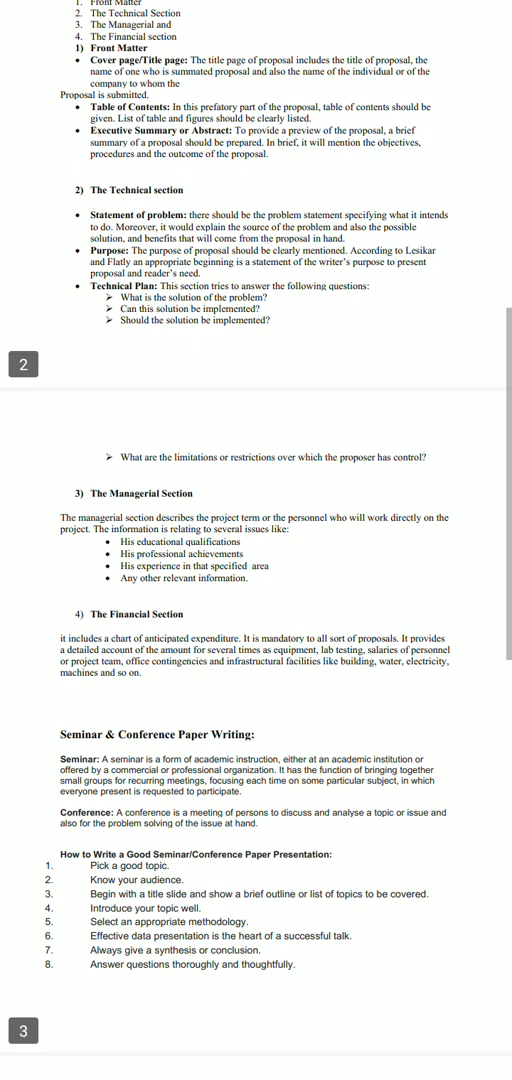 1. Front Matter
2. The Technical Section
3. The Managerial and
4. The Financial section
1) Front Matter
• Cover page/Title page: The title page of proposal includes the title of proposal, the
name of one who is summated proposal and also the name of the individual or of the
company to whom the
Proposal is submitted.
• Table of Contents: In this prefatory part of the proposal, table of contents should be
given. List of table and figures should be clearly listed.
• Executive Summary or Abstract: To provide a preview of the proposal, a brief
summary of a proposal should be prepared. In brief, it will mention the objectives,
procedures and the outcome of the proposal.
2) The Technical section
• Statement of problem: there should be the problem statement specifying what it intends
to do. Moreover, it would explain the source of the problem and also the possible
solution, and benefits that will come from the proposal in hand.
• Purpose: The purpose of proposal should be clearly mentioned. According to Lesikar
and Flatly an appropriate beginning is a statement of the writer's purpose to present
proposal and reader's need.
• Technical Plan: This section tries to answer the following questions:
➢ What is the solution of the problem?
➢ Can this solution be implemented?
➢ Should the solution be implemented?
2
➢ What are the limitations or restrictions over which the proposer has control?
3) The Managerial Section
The managerial section describes the project term or the personnel who will work directly on the
project. The information is relating to several issues like:
• His educational qualifications
• His professional achievements
• His experience in that specified area
• Any other relevant information.
4) The Financial Section
it includes a chart of anticipated expenditure. It is mandatory to all sort of proposals. It provides
a detailed account of the amount for several times as equipment, lab testing, salaries of personnel
or project team, office contingencies and infrastructural facilities like building, water, electricity,
machines and so on.
Seminar & Conference Paper Writing:
Seminar: A seminar is a form of academic instruction, either at an academic institution or
offered by a commercial or professional organization. It has the function of bringing together
small groups for recurring meetings, focusing each time on some particular subject, in which
everyone present is requested to participate.
Conference: A conference is a meeting of persons to discuss and analyse a topic or issue and
also for the problem solving of the issue at hand.
How to Write a Good Seminar/Conference Paper Presentation:
1. Pick a good topic.
2. Know your audience.
3. Begin with a title slide and show a brief outline or list of topics to be covered.
4. Introduce your topic well.
5. Select an appropriate methodology.
6. Effective data presentation is the heart of a successful talk.
7. Always give a synthesis or conclusion.
8. Answer questions thoroughly and thoughtfully.
3